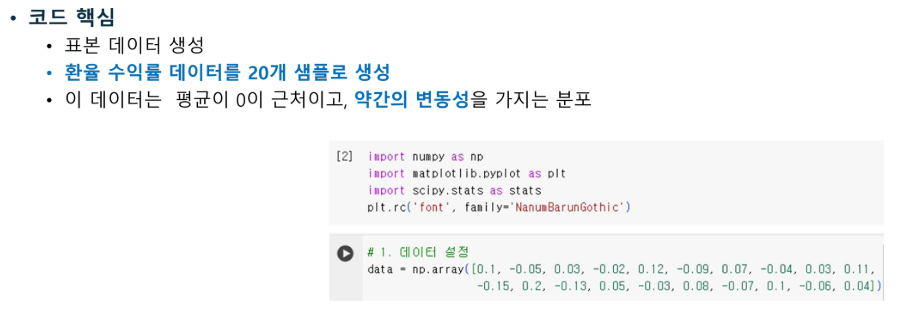 • 코드 핵심
• 표본 데이터 생성
• 환율 수익률 데이터를 20개 샘플로 생성
• 이 데이터는 평균이 0이 근처이고, 약간의 변동성을 가지는 분포
[2] import numpy as np
import matplotlib.pyplot as plt
import scipy.stats as stats
plt.rc('font', family='NanumBarunGothic')
# 1. 데이터 설정
data = np.array([0.1, -0.05, 0.03, -0.02, 0.12, -0.09, 0.07, -0.04, 0.03, 0.11,
-0.15, 0.2, -0.13, 0.05, -0.03, 0.08, -0.07, 0.1, -0.06, 0.04])